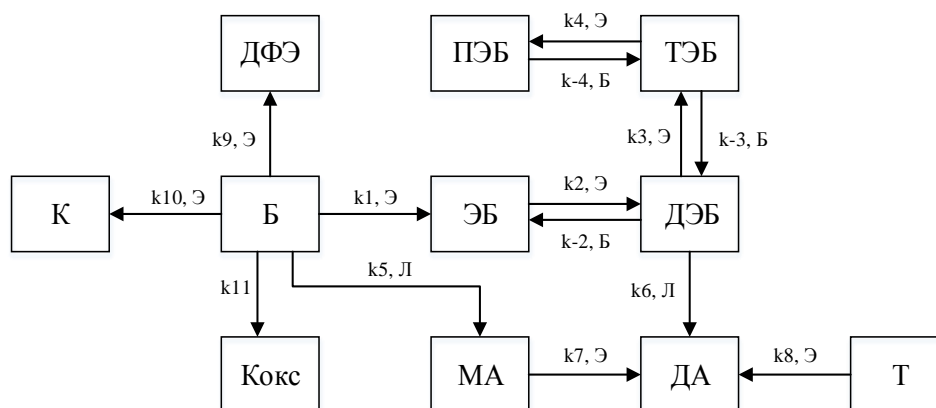 k4, Э
ДФЭ
ПЭБ
ТЭБ
k-4, Б
k9, Э
k3, Э
k-3, Б
k10, Э
k1, Э
k2, Э
К
Б
ЭБ
ДЭБ
k-2, Б
k5, Л
k11
k6, Л
k7, Э
k8, Э
Кокс
МА
ДА
Т